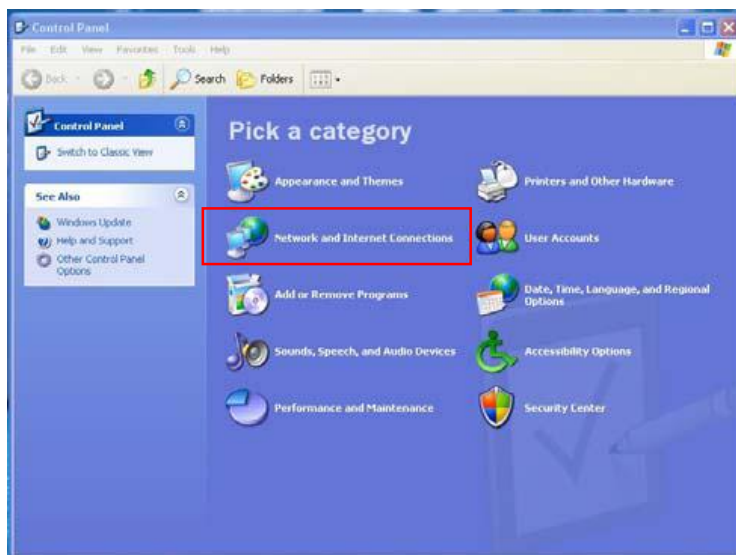 Control Panel
File Edit View Favorites Tools Help
Back Search Folders
Control Panel
Switch to Classic View
See Also
Windows Update
Help and Support
Other Control Panel
Options
Pick a category
Appearance and Themes
Printers and Other Hardware
Network and Internet Connections
User Accounts
Add or Remove Programs
Date, Time, Language, and Regional
Options
Sounds, Speech, and Audio Devices
Accessibility Options
Performance and Maintenance
Security Center